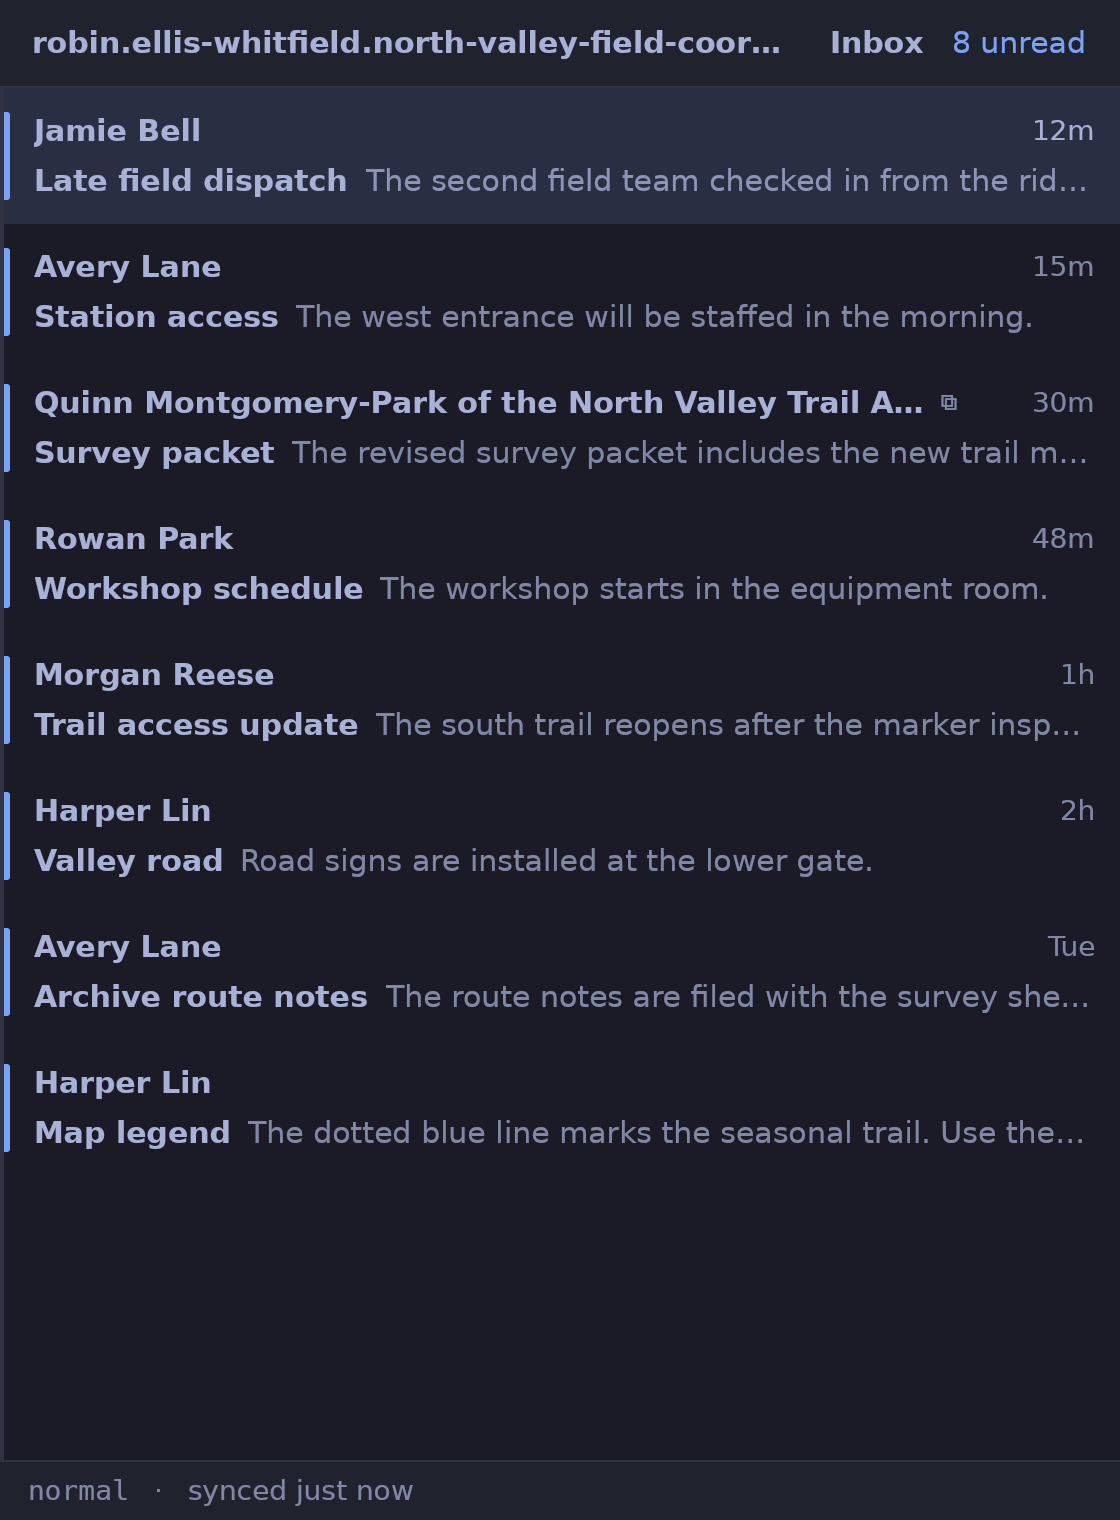 robin.ellis-whitfield.north-valley-field-coor… Inbox 8 unread
Jamie Bell 12m
Late field dispatch The second field team checked in from the rid…
Avery Lane 15m
Station access The west entrance will be staffed in the morning.
Quinn Montgomery-Park of the North Valley Trail A… 30m
Survey packet The revised survey packet includes the new trail m…
Rowan Park 48m
Workshop schedule The workshop starts in the equipment room.
Morgan Reese 1h
Trail access update The south trail reopens after the marker insp…
Harper Lin 2h
Valley road Road signs are installed at the lower gate.
Avery Lane Tue
Archive route notes The route notes are filed with the survey she…
Harper Lin
Map legend The dotted blue line marks the seasonal trail. Use the…
normal · synced just now